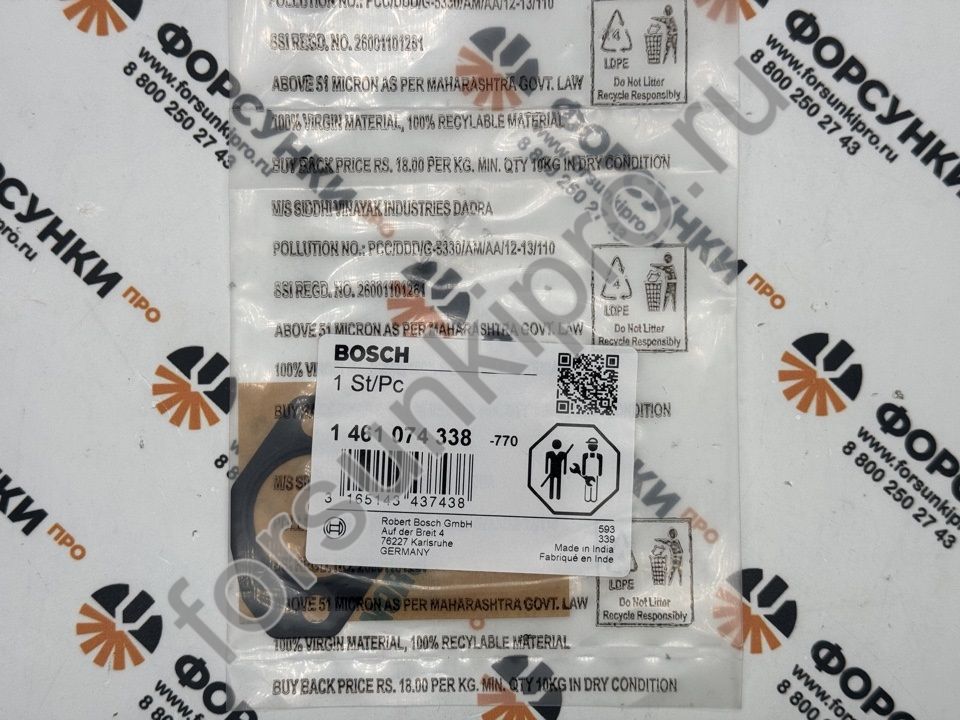 POLLUTION NO.: PCC/DDD/G-5330/AM/AA/12-13/110
SSI REGD. NO. 26001101281
ABOVE 51 MICRON AS PER MAHARASHTRA GOVT. LAW
4
LDPE
Do Not Litter
Recycle Responsibly
100% VIRGIN MATERIAL, 100% RECYLABLE MATERIAL
BUY BACK PRICE RS. 18.00 PER KG. MIN. QTY 10KG IN DRY CONDITION
M/S SIDDHI VINAYAK INDUSTRIES DADRA
POLLUTION NO.: PCC/DDD/G-5330/AM/AA/12-13/110
SSI REGD. NO. 26001101281
ABOVE 51 MICRON AS PER MAHARASHTRA GOVT. LAW
4
LDPE
Do Not Litter
Recycle Responsibly
100% VI
BUY
DITION
BOSCH
1 St/Pc
1 461 074 338 -770
3 165143 437438
Robert Bosch GmbH
Auf der Breit 4
76227 Karlsruhe
GERMANY
593
339
Made in India
Fabriqué en Inde
M/S
ABOVE 51 MICRON AS PER MAHARASHTRA GOVT. LAW
LDPE
Do Not Litter
Recycle Responsibly
100% VIRGIN MATERIAL, 100% RECYLABLE MATERIAL
BUY BACK PRICE RS. 18.00 PER KG. MIN. QTY 10KG IN DRY CONDITION
ФОРСУНКИ ПРО
www.forsunkipro.ru
8 800 250 27 43
forsunkipro.ru